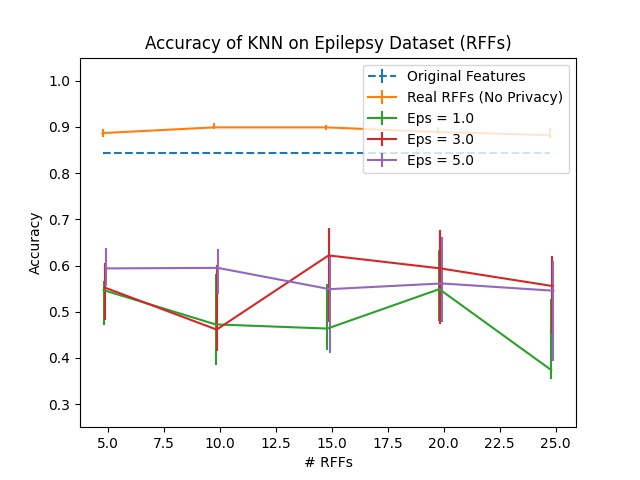 Accuracy of KNN on Epilepsy Dataset (RFFs)
Original Features
Real RFFs (No Privacy)
Eps = 1.0
Eps = 3.0
Eps = 5.0
1.0
0.9
0.8
0.7
0.6
0.5
0.4
0.3
Accuracy
5.0 7.5 10.0 12.5 15.0 17.5 20.0 22.5 25.0
# RFFs